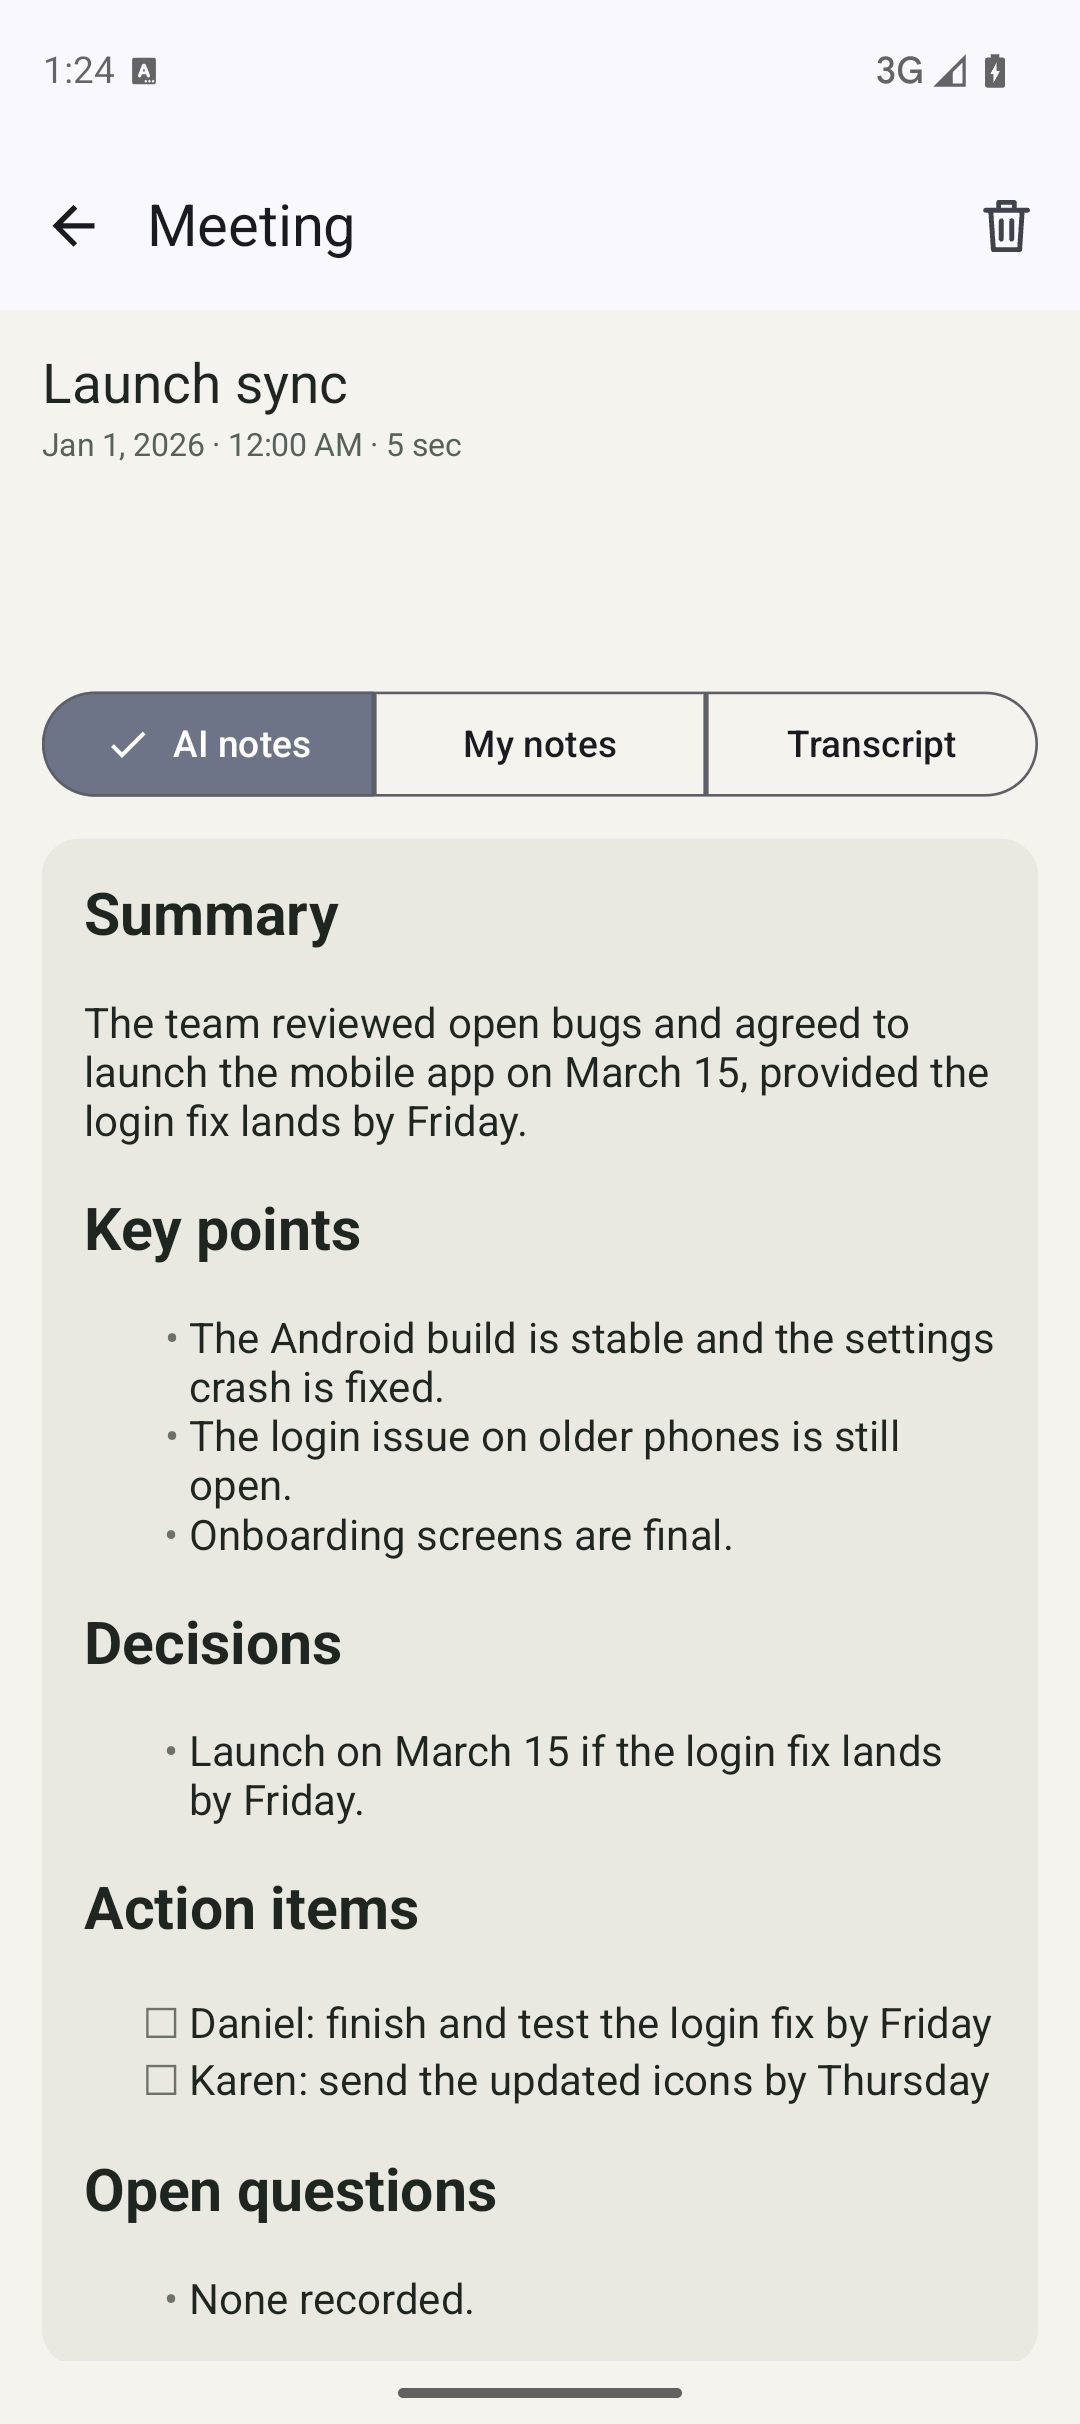 1:24
3G
Meeting
Launch sync
Jan 1, 2026 · 12:00 AM · 5 sec
AI notes
My notes
Transcript
Summary
The team reviewed open bugs and agreed to
launch the mobile app on March 15, provided the
login fix lands by Friday.
Key points
• The Android build is stable and the settings
crash is fixed.
• The login issue on older phones is still
open.
• Onboarding screens are final.
Decisions
• Launch on March 15 if the login fix lands
by Friday.
Action items
☐ Daniel: finish and test the login fix by Friday
☐ Karen: send the updated icons by Thursday
Open questions
• None recorded.